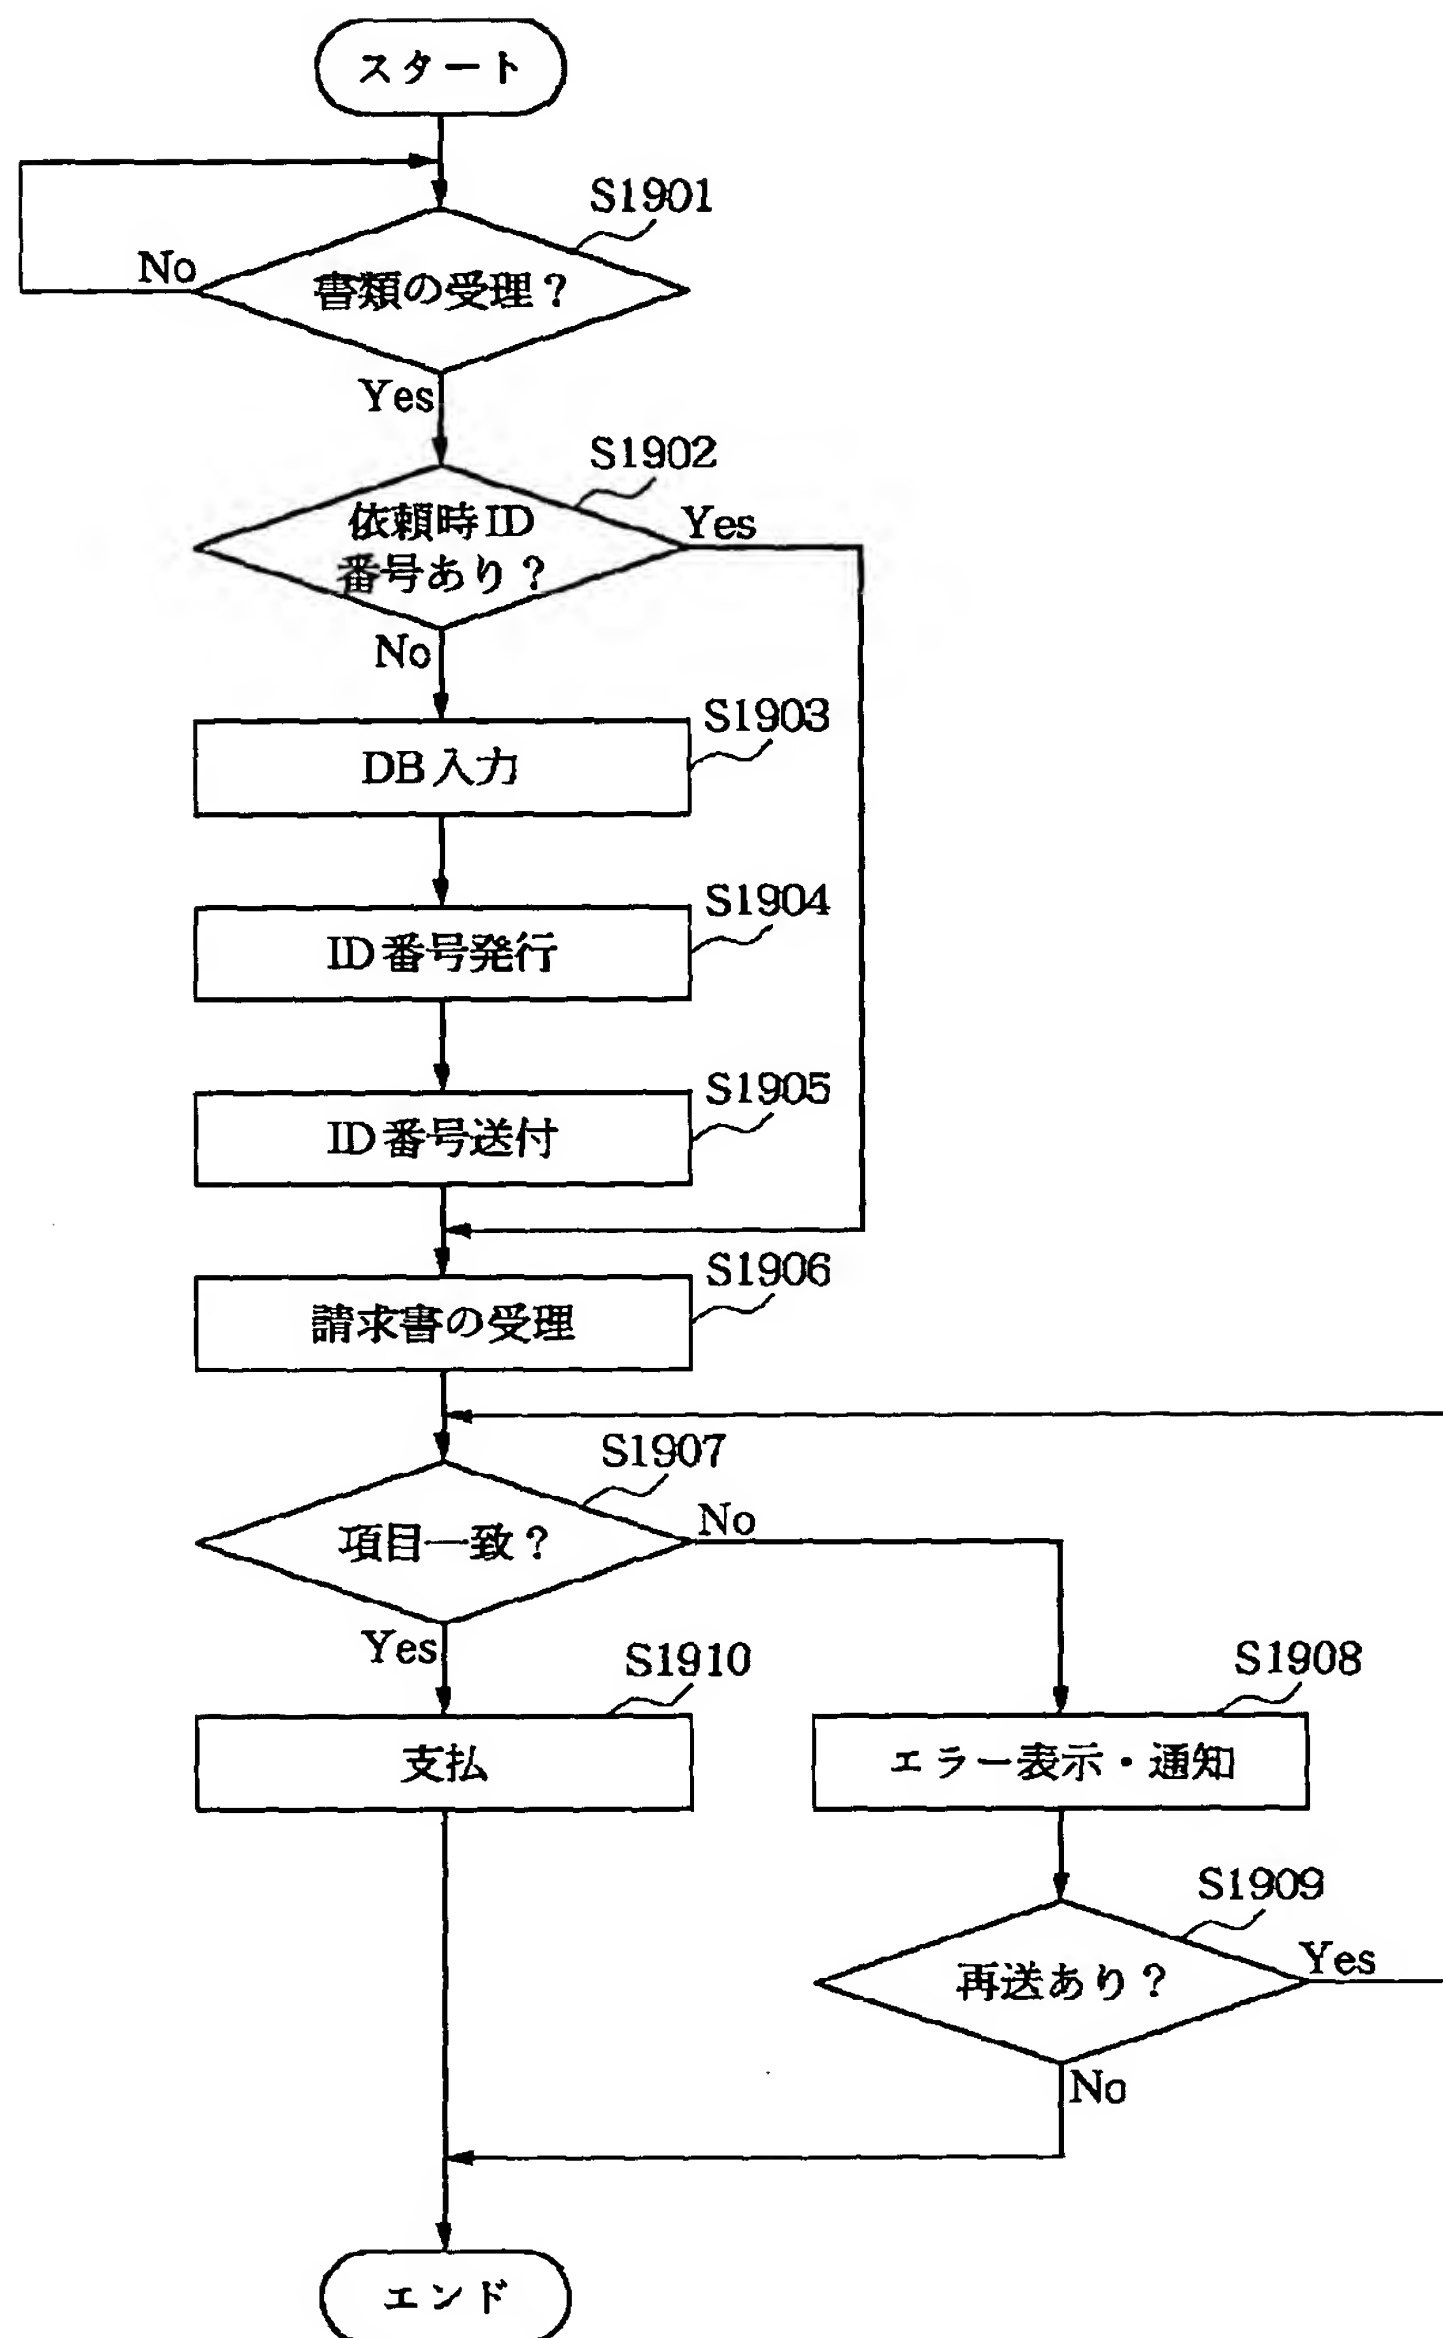 スタート
S1901
No
書類の受理？
Yes
S1902
依頼時ID
番号あり？
Yes
No
S1903
DB入力
S1904
ID番号発行
S1905
ID番号送付
S1906
請求書の受理
S1907
項目一致？
No
Yes
S1910
支払
S1908
エラー表示・通知
S1909
再送あり？
Yes
No
エンド